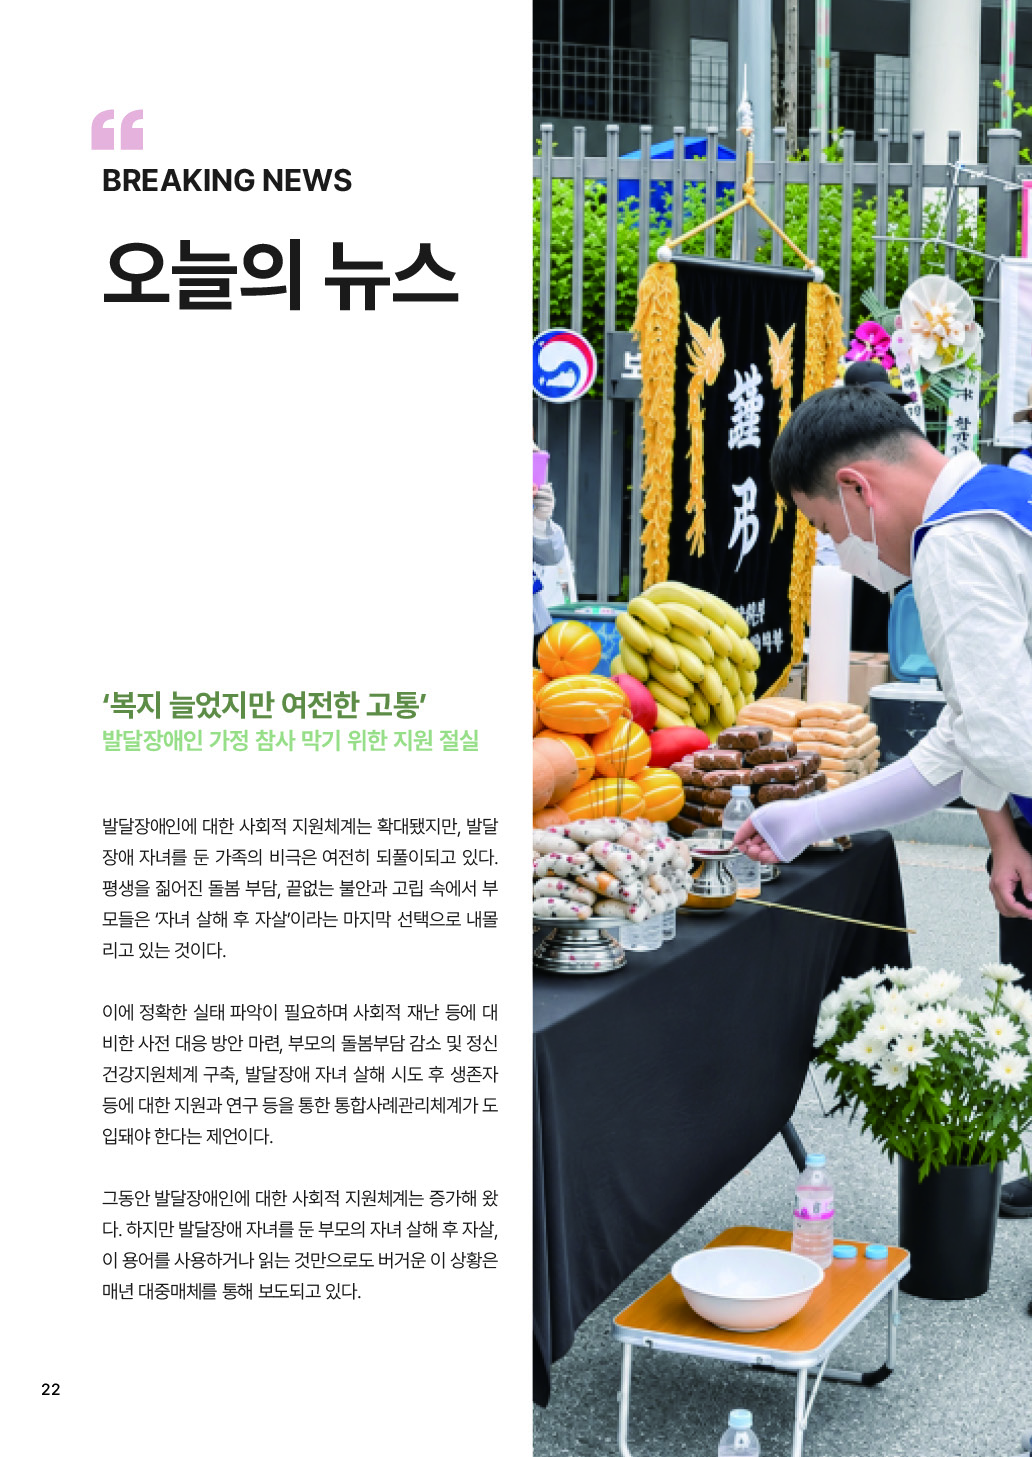 BREAKING NEWS
오늘의 뉴스
‘복지 늘었지만 여전한 고통’
발달장애인 가정 참사 막기 위한 지원 절실
발달장애인에 대한 사회적 지원체계는 확대됐지만, 발달
장애 자녀를 둔 가족의 비극은 여전히 되풀이되고 있다.
평생을 짊어진 돌봄 부담, 끝없는 불안과 고립 속에서 부
모들은 ‘자녀 살해 후 자살’이라는 마지막 선택으로 내몰
리고 있는 것이다.
이에 정확한 실태 파악이 필요하며 사회적 재난 등에 대
비한 사전 대응 방안 마련, 부모의 돌봄부담 감소 및 정신
건강지원체계 구축, 발달장애 자녀 살해 시도 후 생존자
등에 대한 지원과 연구 등을 통한 통합사례관리체계가 도
입돼야 한다는 제언이다.
그동안 발달장애인에 대한 사회적 지원체계는 증가해 왔
다. 하지만 발달장애 자녀를 둔 부모의 자녀 살해 후 자살,
이 용어를 사용하거나 읽는 것만으로도 버거운 이 상황은
매년 대중매체를 통해 보도되고 있다.
22
보
謹
弔